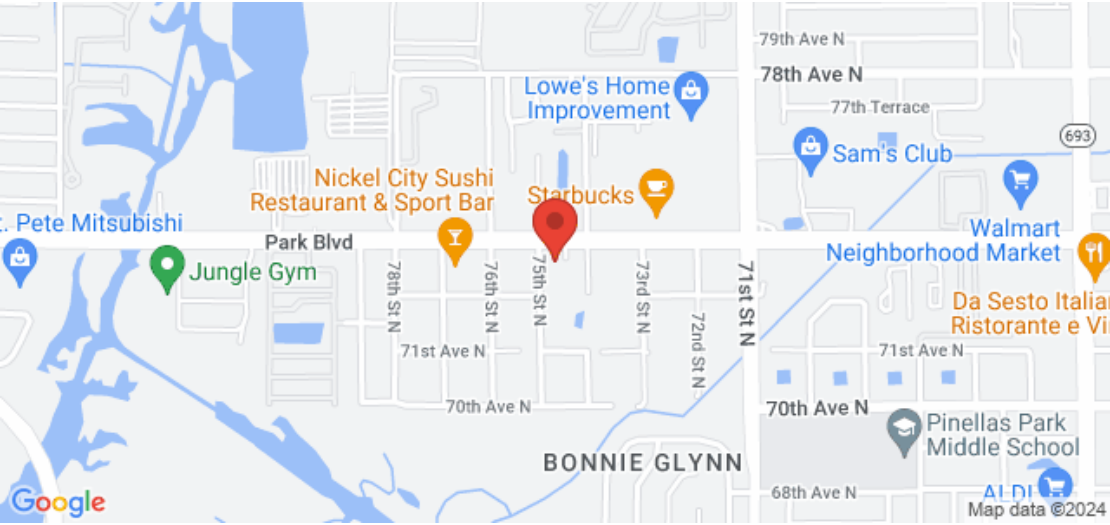 79th Ave N
78th Ave N
Lowe's Home
Improvement
77th Terrace
693
Sam's Club
Nickel City Sushi
Restaurant & Sport Bar
Starbucks
t. Pete Mitsubishi
Walmart
Neighborhood Market
Park Blvd
Jungle Gym
78th St N
76th St N
75th St N
73rd St N
71st St N
72nd St N
Da Sesto Italian
Ristorante e Vi
71st Ave N
71st Ave N
70th Ave N
70th Ave N
Pinellas Park
Middle School
BONNIE GLYNN
68th Ave N
ALDI
Google
Map data ©2024